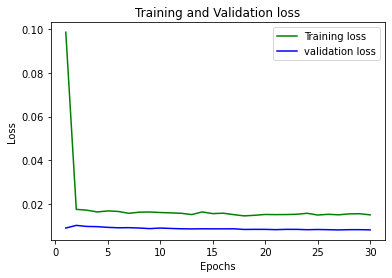 Training and Validation loss
Training loss
validation loss
0.10
0.08
0.06
0.04
0.02
Loss
0
5
10
15
20
25
30
Epochs